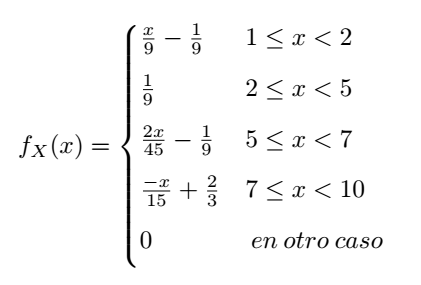 f_X(x) = { x/9 − 1/9   1 ≤ x < 2
1/9   2 ≤ x < 5
2x/45 − 1/9   5 ≤ x < 7
−x/15 + 2/3   7 ≤ x < 10
0   en otro caso